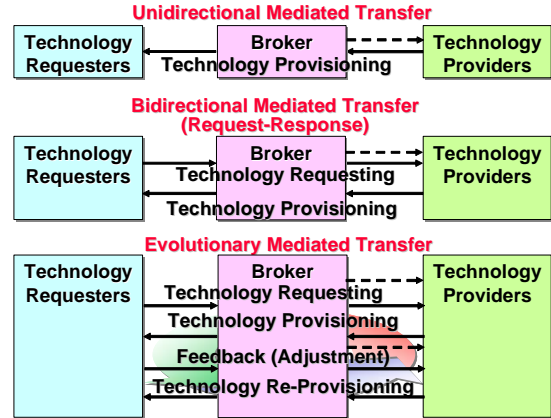 Unidirectional Mediated Transfer
Technology Requesters
Broker
Technology Providers
Technology Provisioning
Bidirectional Mediated Transfer
(Request-Response)
Technology Requesters
Broker
Technology Providers
Technology Requesting
Technology Provisioning
Evolutionary Mediated Transfer
Technology Requesters
Broker
Technology Providers
Technology Requesting
Technology Provisioning
Feedback (Adjustment)
Technology Re-Provisioning